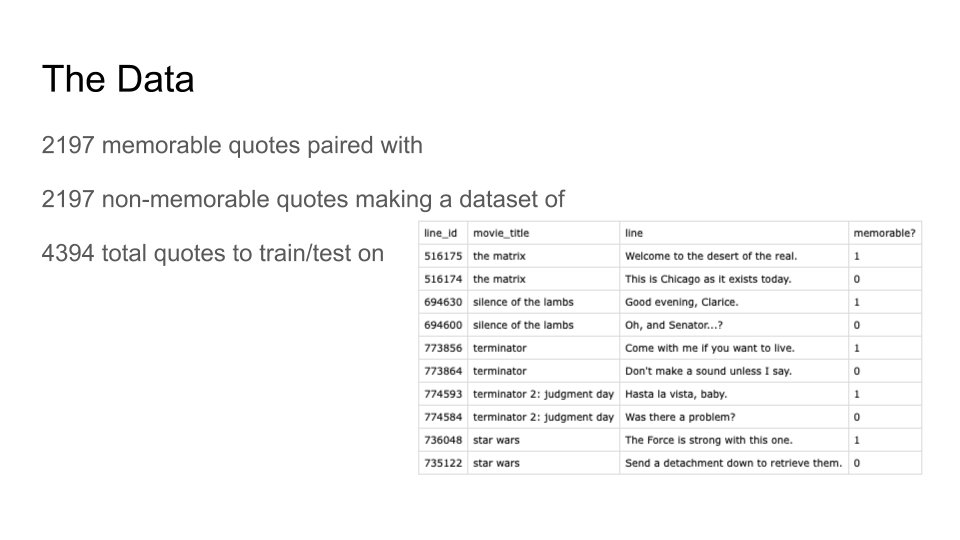 The Data
2197 memorable quotes paired with
2197 non-memorable quotes making a dataset of
4394 total quotes to train/test on
line_id movie_title line memorable?
516175 the matrix Welcome to the desert of the real. 1
516174 the matrix This is Chicago as it exists today. 0
694630 silence of the lambs Good evening, Clarice. 1
694600 silence of the lambs Oh, and Senator...? 0
773856 terminator Come with me if you want to live. 1
773864 terminator Don't make a sound unless I say. 0
774593 terminator 2: judgment day Hasta la vista, baby. 1
774584 terminator 2: judgment day Was there a problem? 0
736048 star wars The Force is strong with this one. 1
735122 star wars Send a detachment down to retrieve them. 0